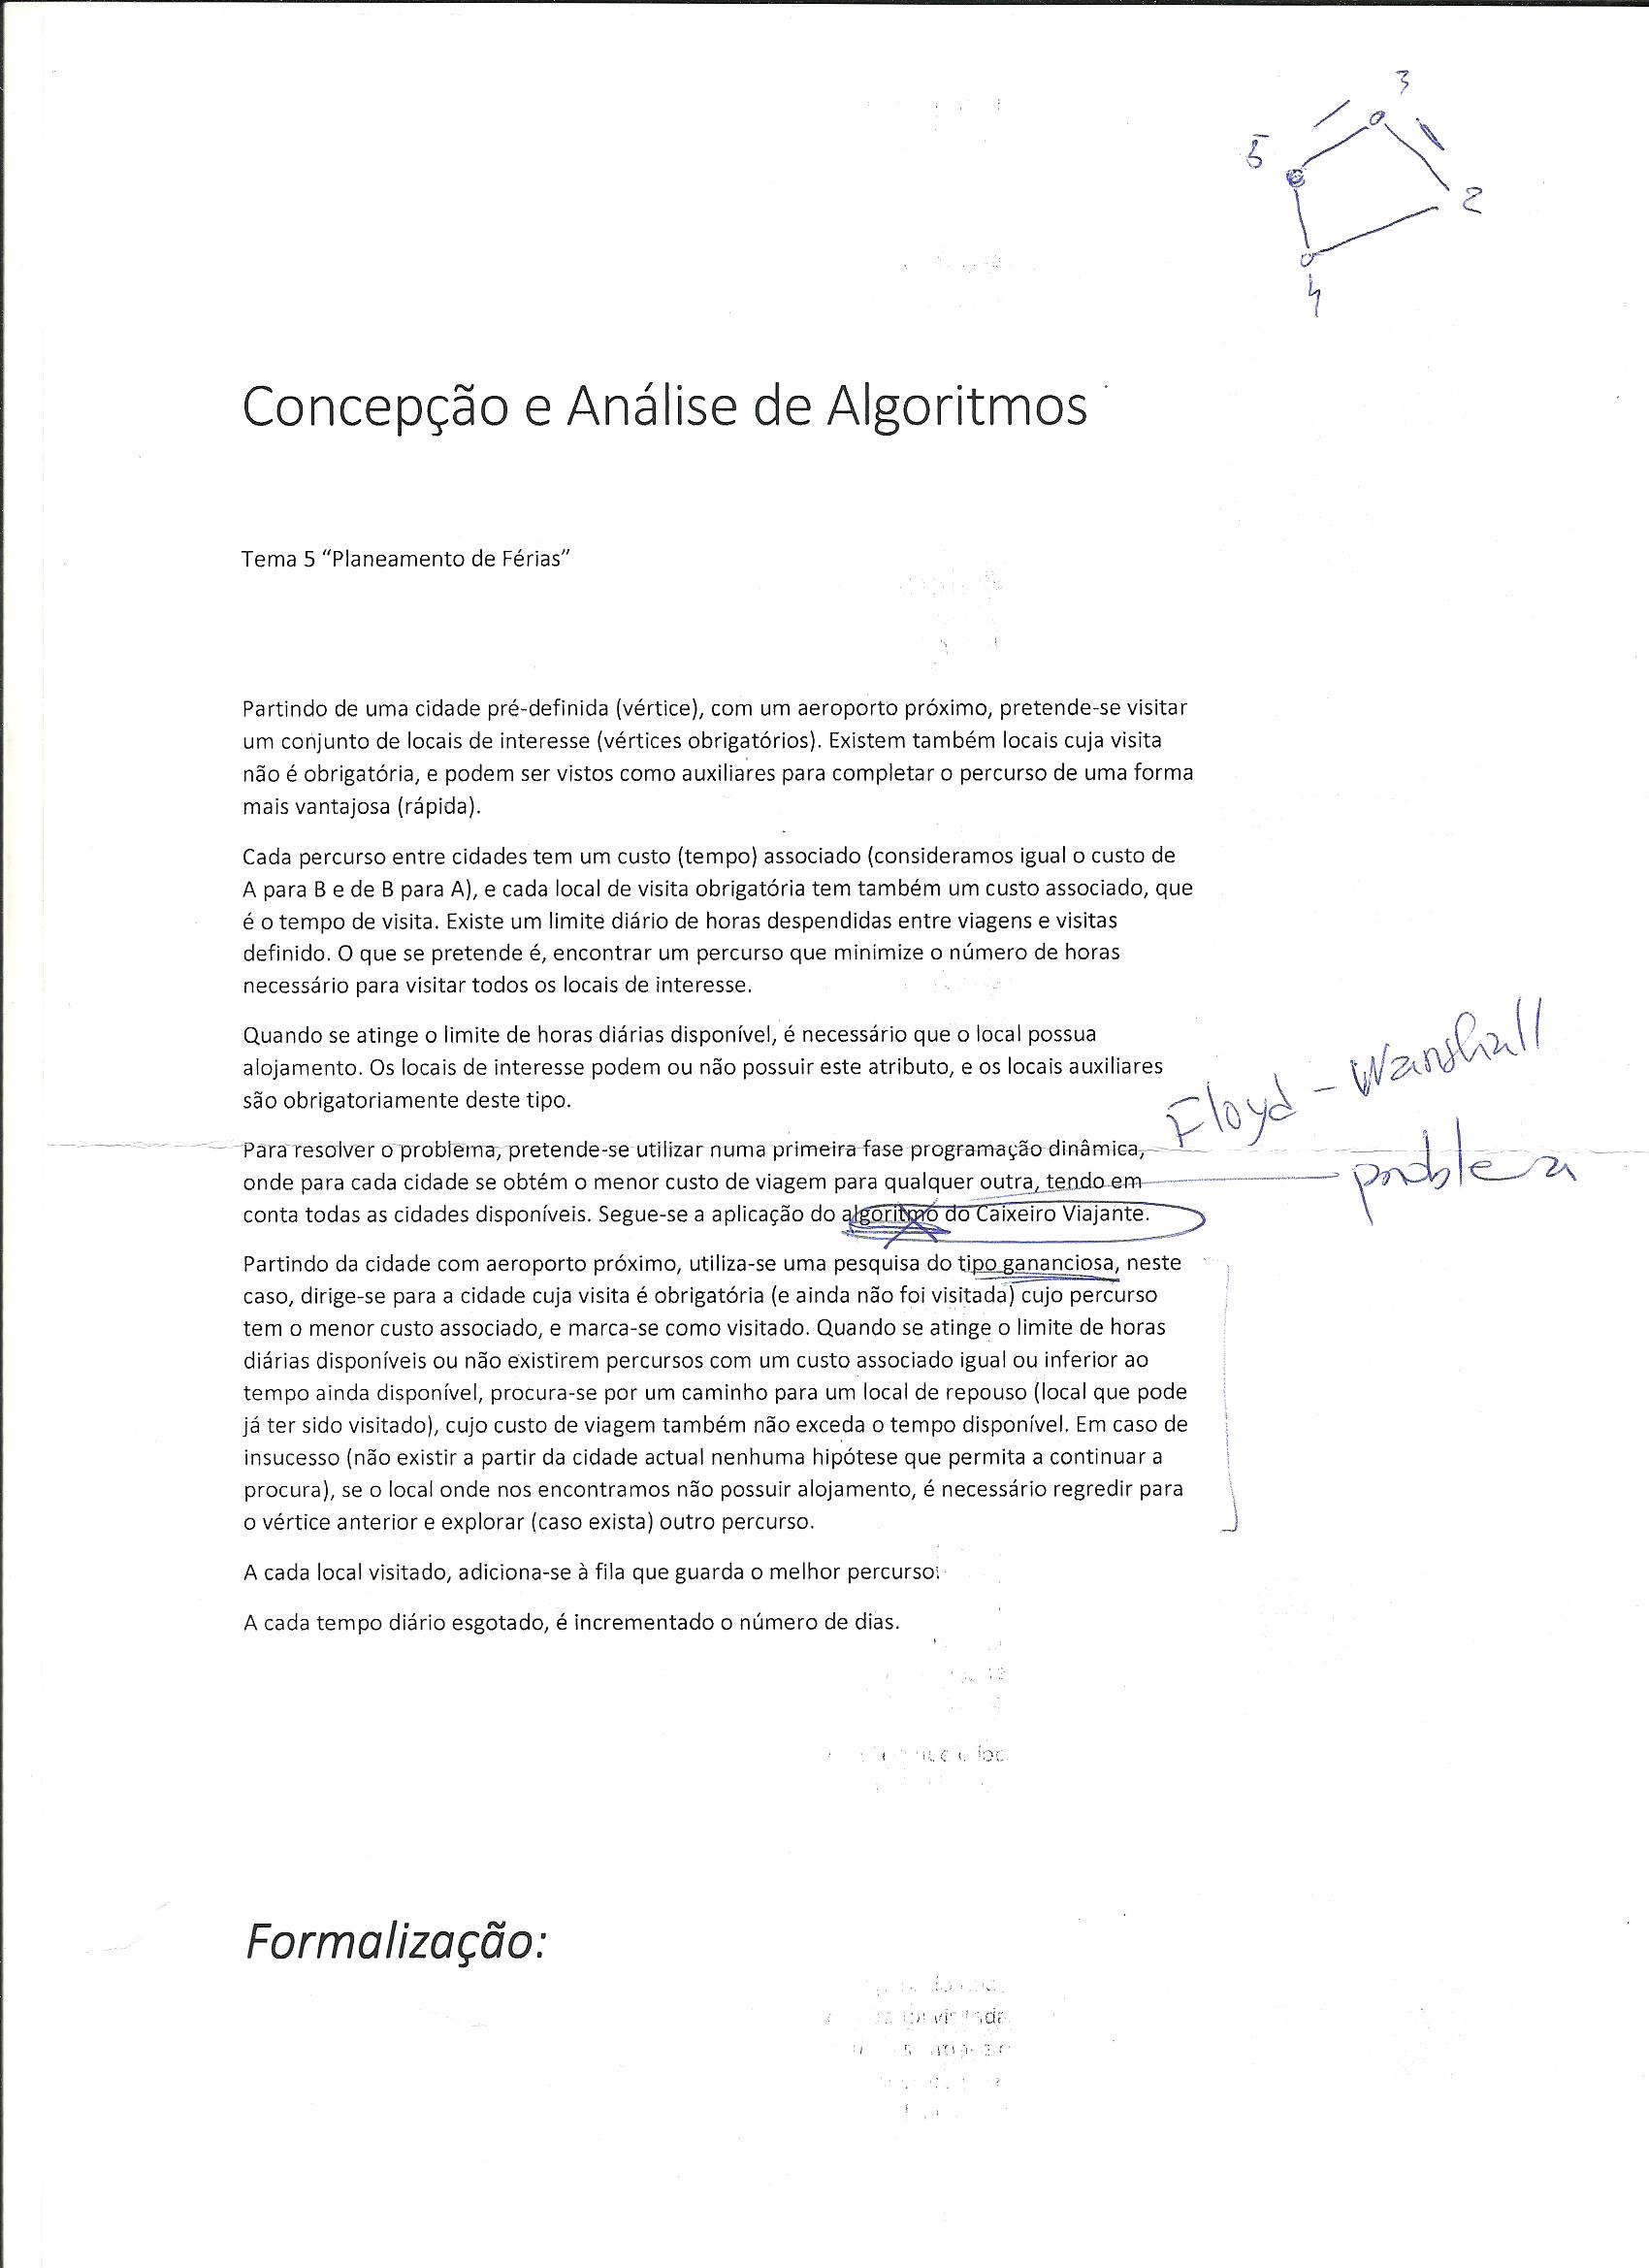 3
5
2
4
Concepção e Análise de Algoritmos
Tema 5 “Planeamento de Férias”
Partindo de uma cidade pré-definida (vértice), com um aeroporto próximo, pretende-se visitar
um conjunto de locais de interesse (vértices obrigatórios). Existem também locais cuja visita
não é obrigatória, e podem ser vistos como auxiliares para completar o percurso de uma forma
mais vantajosa (rápida).
Cada percurso entre cidades tem um custo (tempo) associado (consideramos igual o custo de
A para B e de B para A), e cada local de visita obrigatória tem também um custo associado, que
é o tempo de visita. Existe um limite diário de horas despendidas entre viagens e visitas
definido. O que se pretende é, encontrar um percurso que minimize o número de horas
necessário para visitar todos os locais de interesse.
Quando se atinge o limite de horas diárias disponível, é necessário que o local possua
alojamento. Os locais de interesse podem ou não possuir este atributo, e os locais auxiliares
são obrigatoriamente deste tipo.
Floyd - Warshall
Para resolver o problema, pretende-se utilizar numa primeira fase programação dinâmica,
onde para cada cidade se obtém o menor custo de viagem para qualquer outra, tendo em
problema
conta todas as cidades disponíveis. Segue-se a aplicação do algoritmo do Caixeiro Viajante.
Partindo da cidade com aeroporto próximo, utiliza-se uma pesquisa do tipo gananciosa, neste
caso, dirige-se para a cidade cuja visita é obrigatória (e ainda não foi visitada) cujo percurso
tem o menor custo associado, e marca-se como visitado. Quando se atinge o limite de horas
diárias disponíveis ou não existirem percursos com um custo associado igual ou inferior ao
tempo ainda disponível, procura-se por um caminho para um local de repouso (local que pode
já ter sido visitado), cujo custo de viagem também não exceda o tempo disponível. Em caso de
insucesso (não existir a partir da cidade actual nenhuma hipótese que permita a continuar a
procura), se o local onde nos encontramos não possuir alojamento, é necessário regredir para
o vértice anterior e explorar (caso exista) outro percurso.
A cada local visitado, adiciona-se à fila que guarda o melhor percurso.
A cada tempo diário esgotado, é incrementado o número de dias.
Formalização: